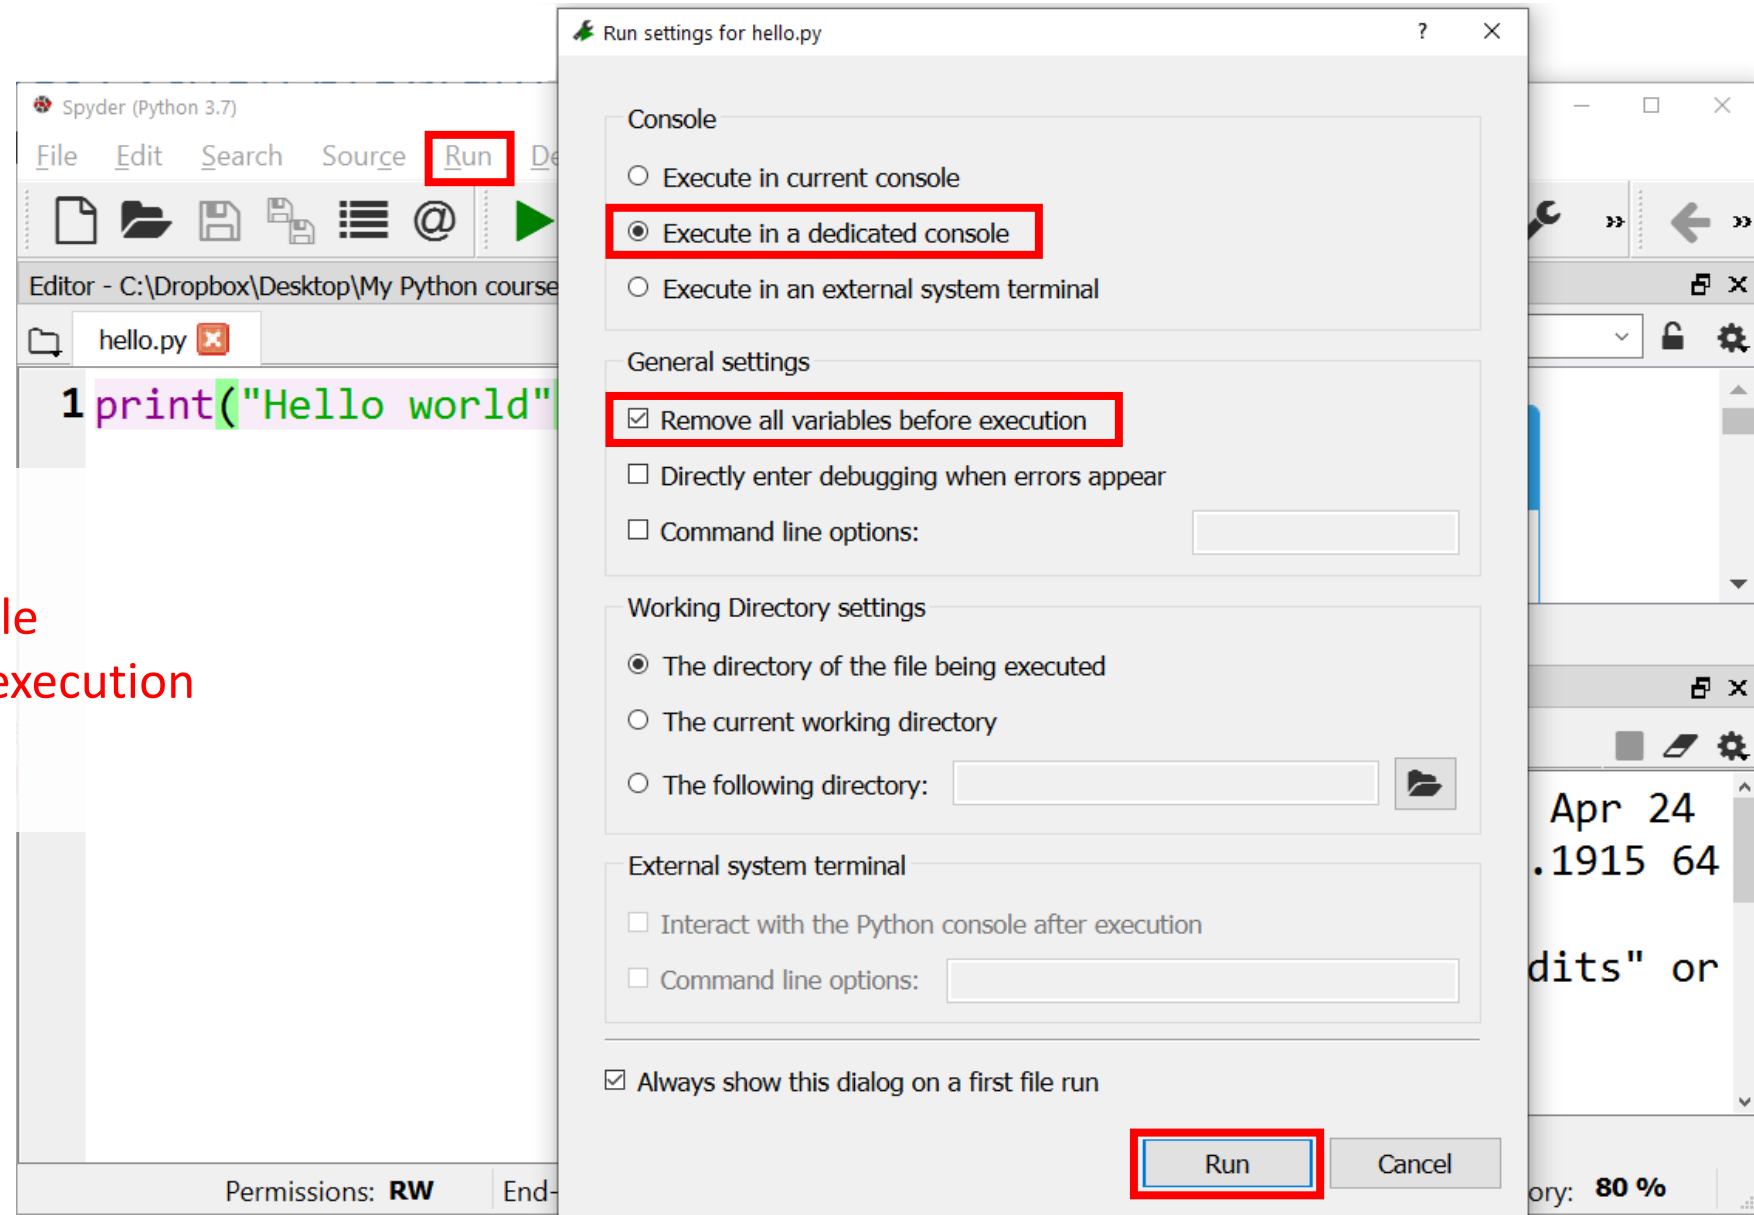 Run settings for hello.py ? ×
Spyder (Python 3.7)
File Edit Search Source Run De
Editor - C:\Dropbox\Desktop\My Python course
hello.py
1 print("Hello world"
le
execution
Permissions: RW End-
Console
Execute in current console
Execute in a dedicated console
Execute in an external system terminal
General settings
Remove all variables before execution
Directly enter debugging when errors appear
Command line options:
Working Directory settings
The directory of the file being executed
The current working directory
The following directory:
External system terminal
Interact with the Python console after execution
Command line options:
Always show this dialog on a first file run
Run Cancel
Apr 24
.1915 64
dits" or
ory: 80 %